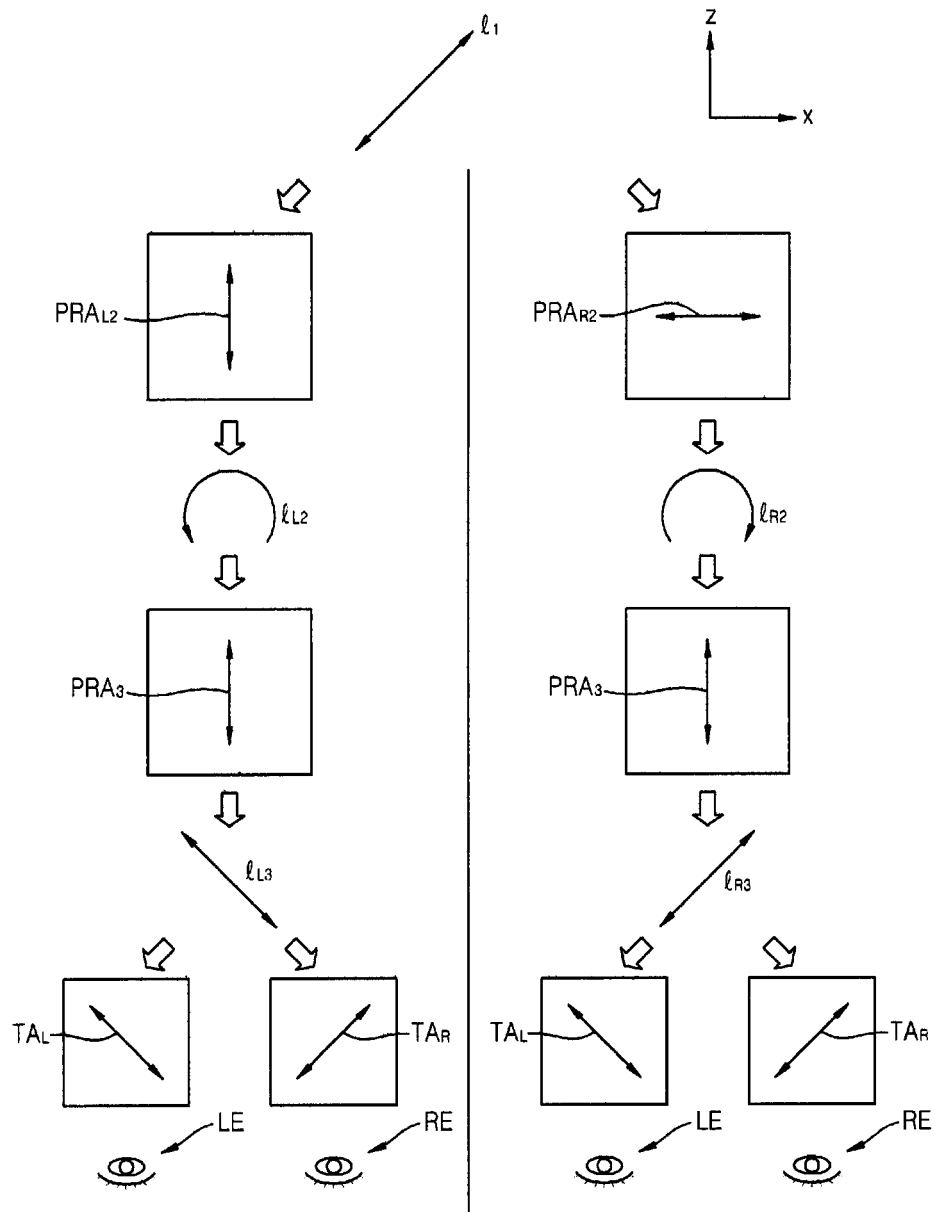 ℓ1
Z
X
PRAL2
PRAR2
ℓL2
ℓR2
PRA3
PRA3
ℓL3
ℓR3
TAL
TAR
TAL
TAR
LE
RE
LE
RE